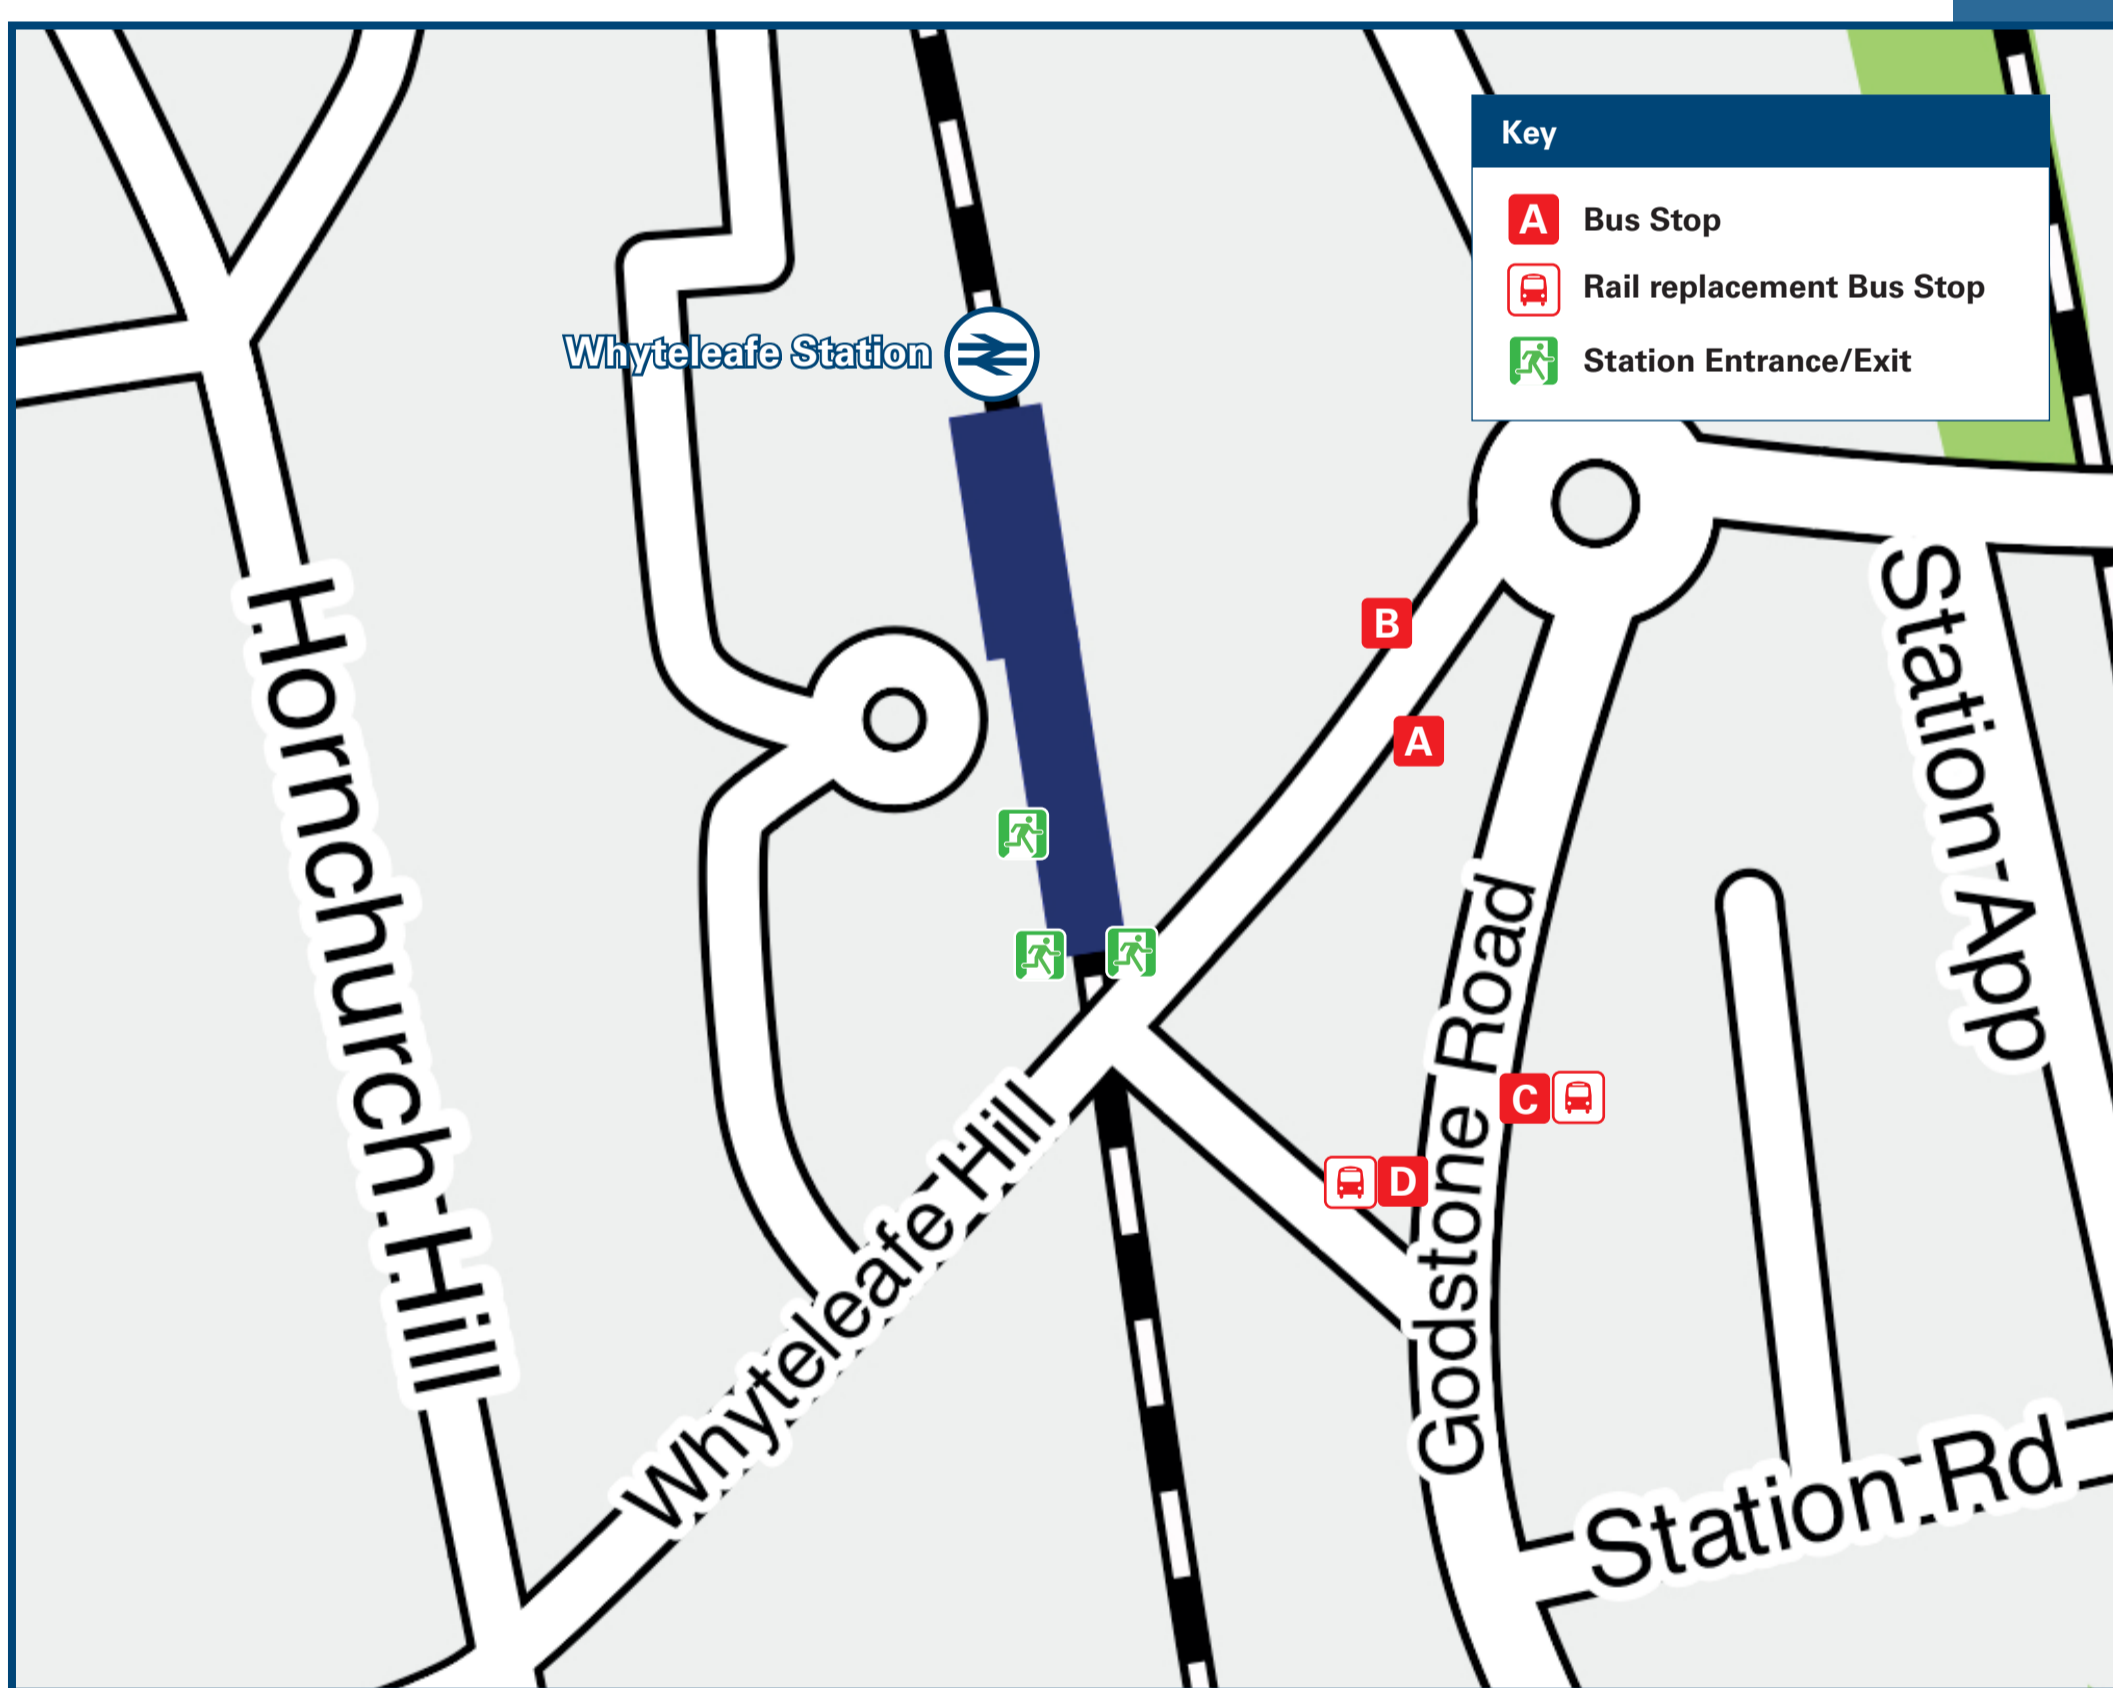 Key
A Bus Stop
Rail replacement Bus Stop
Station Entrance/Exit
Whyteleafe Station
B
A
C
D
Hornchurch Hill
Whyteleafe Hill
Godstone Road
Station App
Station Rd